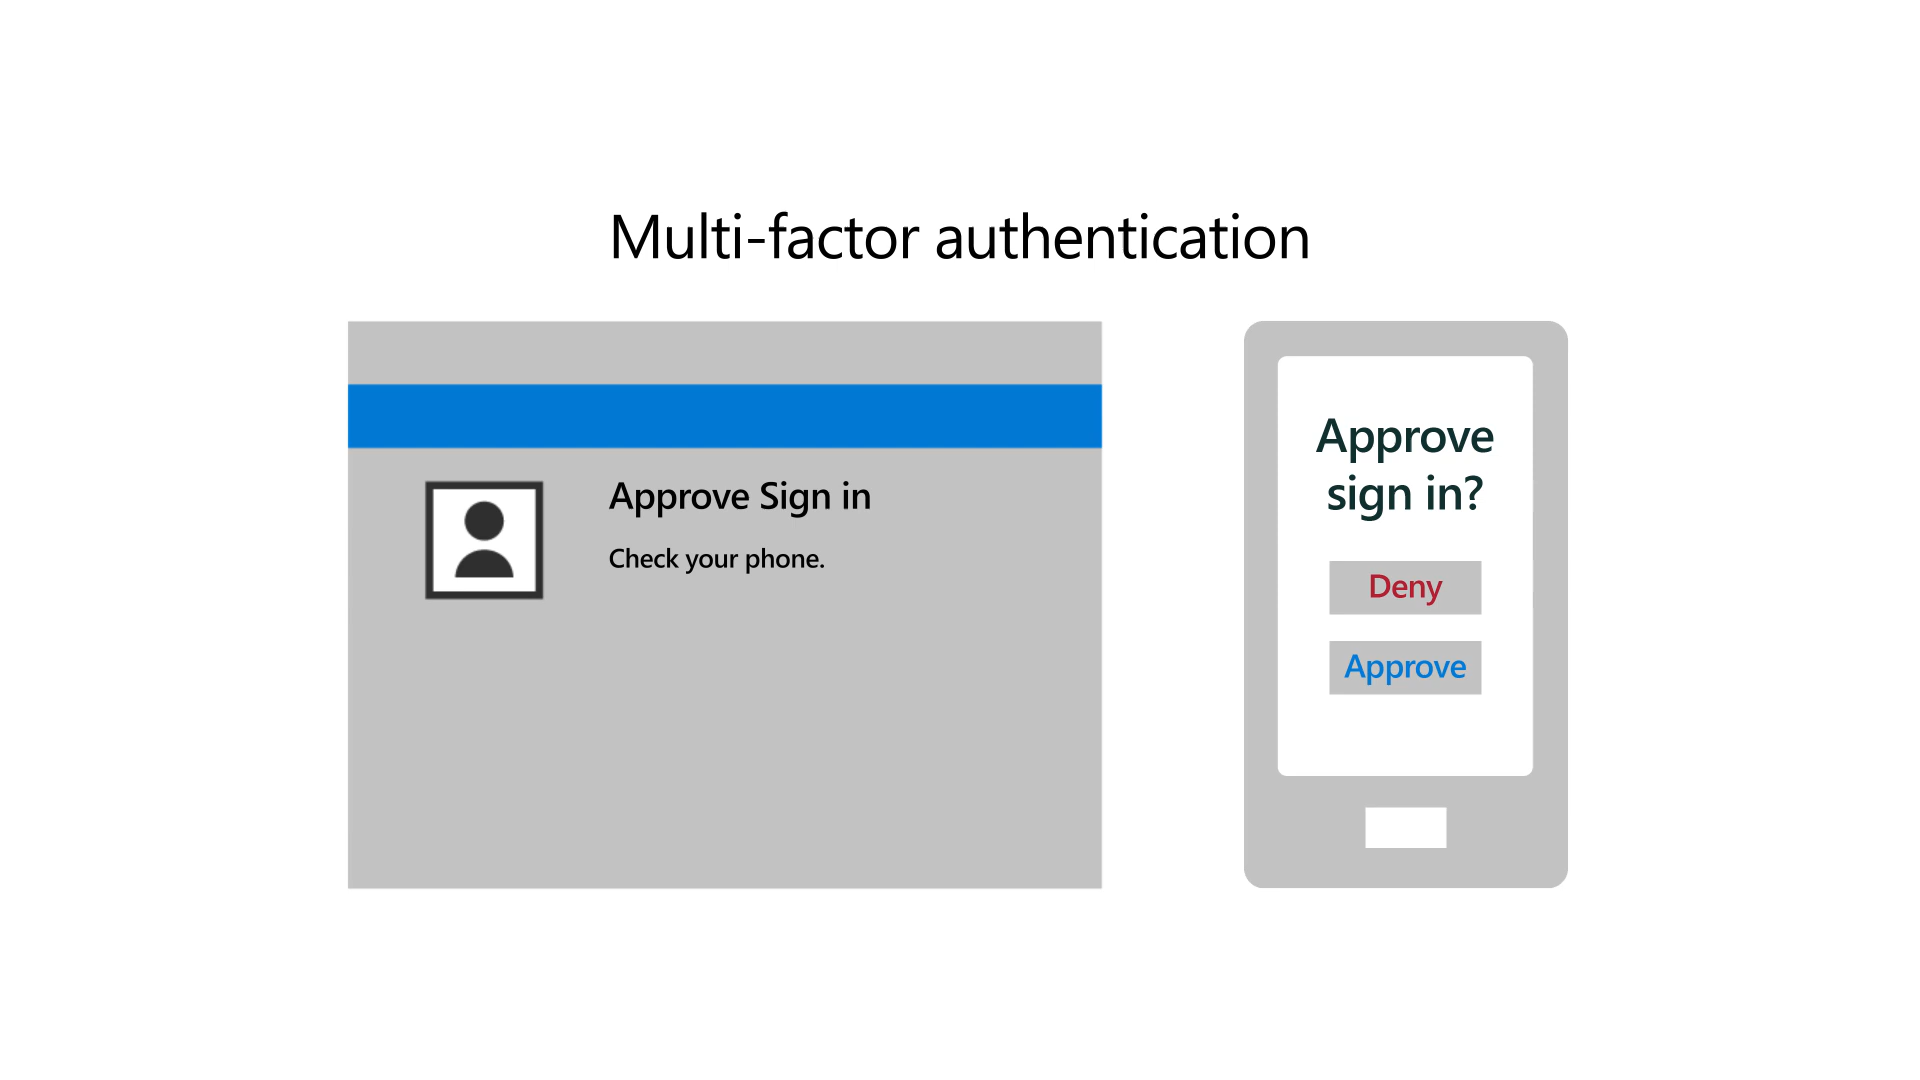 Multi-factor authentication
Approve Sign in
Check your phone.
Approve
sign in?
Deny
Approve